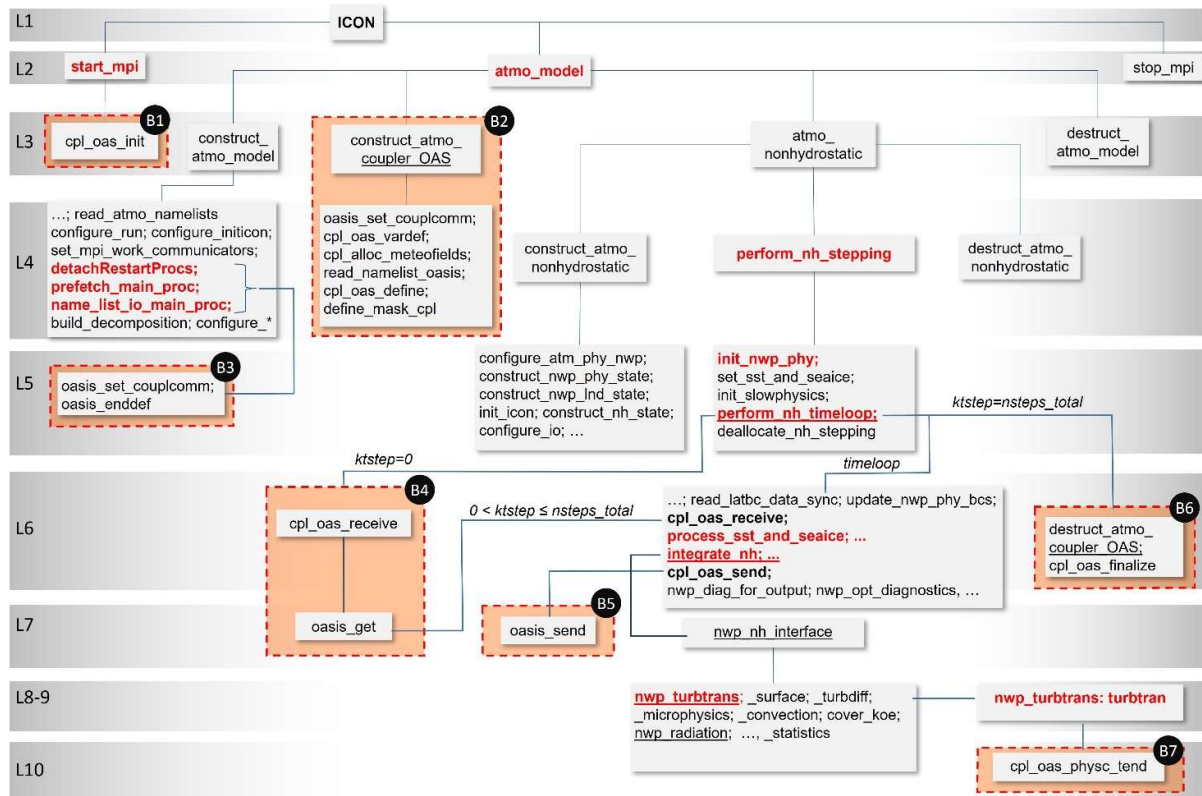 L1
ICON
L2
start_mpi
atmo_model
stop_mpi
L3
B1
cpl_oas_init
construct_
atmo_model
B2
construct_atmo_
coupler_OAS
atmo_
nonhydrostatic
destruct_
atmo_model
L4
…; read_atmo_namelists
configure_run; configure_initicon;
set_mpi_work_communicators;
detachRestartProcs;
prefetch_main_proc;
name_list_io_main_proc;
build_decomposition; configure_*
oasis_set_couplcomm;
cpl_oas_vardef;
cpl_alloc_meteofields;
read_namelist_oasis;
cpl_oas_define;
define_mask_cpl
construct_atmo_
nonhydrostatic
perform_nh_stepping
destruct_atmo_
nonhydrostatic
L5
B3
oasis_set_couplcomm;
oasis_enddef
configure_atm_phy_nwp;
construct_nwp_phy_state;
construct_nwp_lnd_state;
init_icon; construct_nh_state;
configure_io; …
init_nwp_phy;
set_sst_and_seaice;
init_slowphysics;
perform_nh_timeloop;
deallocate_nh_stepping
ktstep=nsteps_total
ktstep=0
timeloop
L6
B4
cpl_oas_receive
0 < ktstep ≤ nsteps_total
…; read_latbc_data_sync; update_nwp_phy_bcs;
cpl_oas_receive;
process_sst_and_seaice; ...
integrate_nh; ...
cpl_oas_send;
nwp_diag_for_output; nwp_opt_diagnostics, …
B6
destruct_atmo_
coupler_OAS;
cpl_oas_finalize
L7
oasis_get
B5
oasis_send
nwp_nh_interface
L8-9
nwp_turbtrans; _surface; _turbdiff;
_microphysics; _convection; cover_koe;
nwp_radiation; …, _statistics
nwp_turbtrans: turbtran
L10
B7
cpl_oas_physc_tend